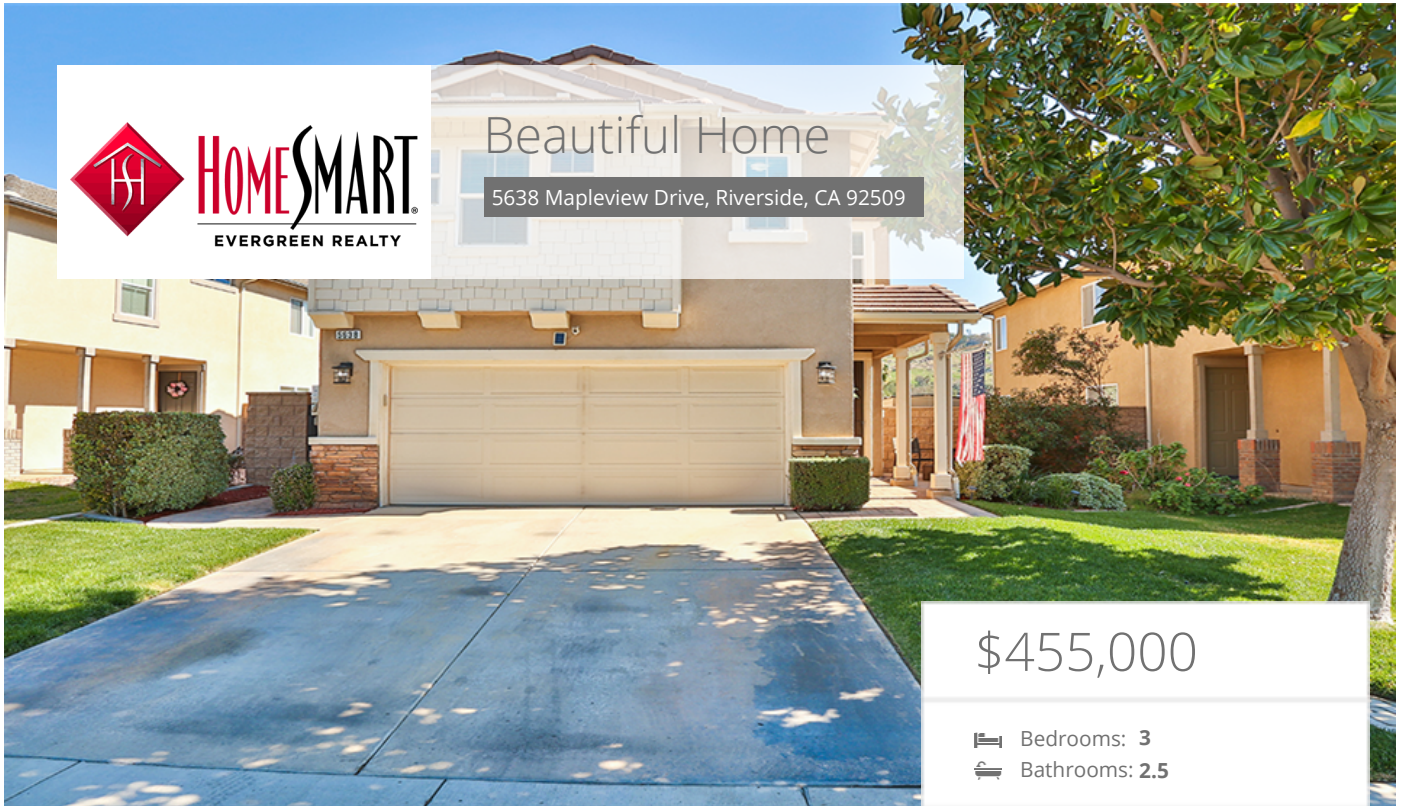 Beautiful Home
5638 Mapleview Drive, Riverside, CA 92509
HOMESMART®
EVERGREEN REALTY
5638
$455,000
Bedrooms: 3
Bathrooms: 2.5